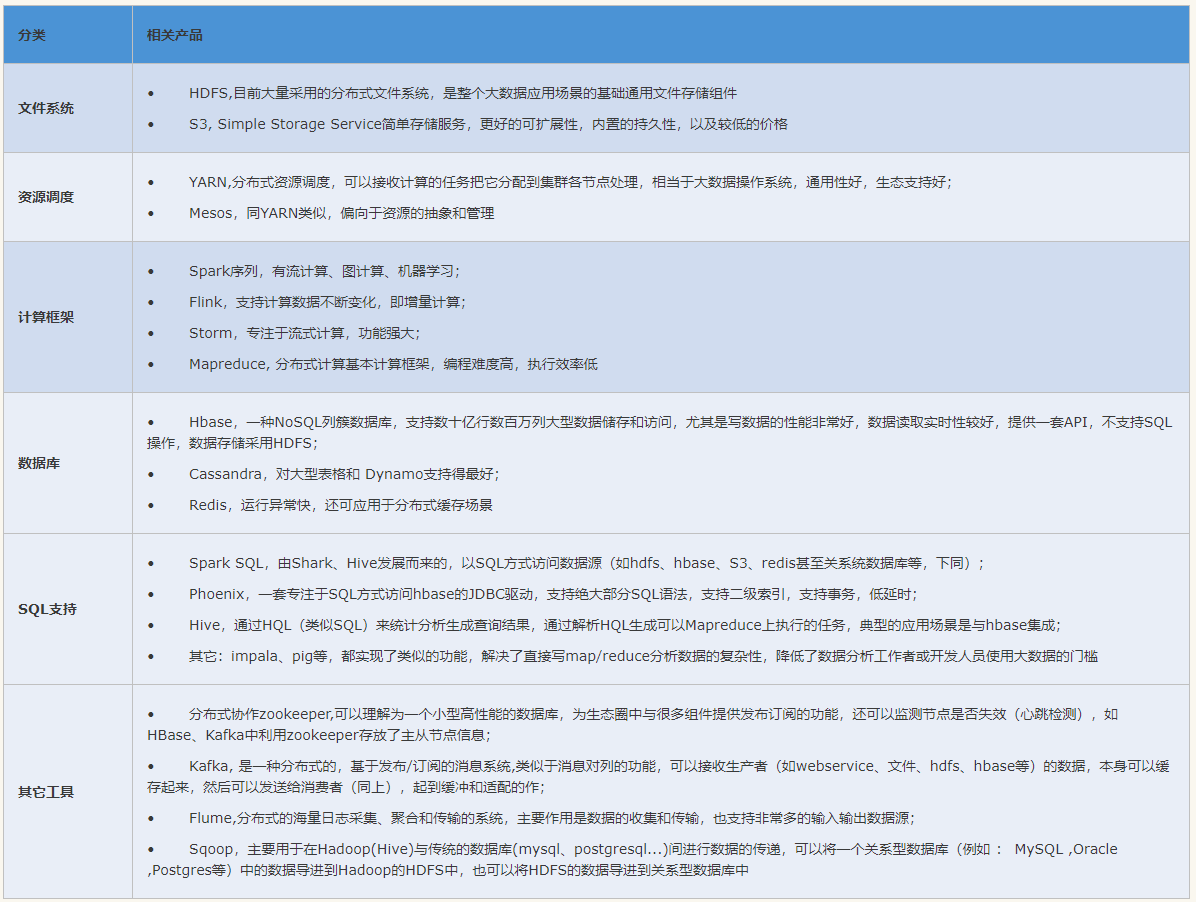 分类
相关产品
文件系统
• HDFS,目前大量采用的分布式文件系统，是整个大数据应用场景的基础通用文件存储组件
• S3, Simple Storage Service简单存储服务，更好的可扩展性，内置的持久性，以及较低的价格
资源调度
• YARN,分布式资源调度，可以接收计算的任务把它分配到集群各节点处理，相当于大数据操作系统，通用性好，生态支持好；
• Mesos，同YARN类似，偏向于资源的抽象和管理
计算框架
• Spark序列，有流计算、图计算、机器学习；
• Flink，支持计算数据不断变化，即增量计算；
• Storm，专注于流式计算，功能强大；
• Mapreduce, 分布式计算基本计算框架，编程难度高，执行效率低
数据库
• Hbase，一种NoSQL列簇数据库，支持数十亿行数百万列大型数据储存和访问，尤其是写数据的性能非常好，数据读取实时性较好，提供一套API，不支持SQL
操作，数据存储采用HDFS；
• Cassandra，对大型表格和 Dynamo支持得最好；
• Redis，运行异常快，还可应用于分布式缓存场景
SQL支持
• Spark SQL，由Shark、Hive发展而来的，以SQL方式访问数据源（如hdfs、hbase、S3、redis甚至关系统数据库等，下同）；
• Phoenix，一套专注于SQL方式访问hbase的JDBC驱动，支持绝大部分SQL语法，支持二级索引，支持事务，低延时；
• Hive，通过HQL（类似SQL）来统计分析生成查询结果，通过解析HQL生成可以Mapreduce上执行的任务，典型的应用场景是与hbase集成；
• 其它：impala、pig等，都实现了类似的功能，解决了直接写map/reduce分析数据的复杂性，降低了数据分析工作者或开发人员使用大数据的门槛
其它工具
• 分布式协作zookeeper,可以理解为一个小型高性能的数据库，为生态圈中与很多组件提供发布订阅的功能，还可以监测节点是否失效（心跳检测），如
HBase、Kafka中利用zookeeper存放了主从节点信息；
• Kafka, 是一种分布式的，基于发布/订阅的消息系统,类似于消息对列的功能，可以接收生产者（如webservice、文件、hdfs、hbase等）的数据，本身可以缓
存起来，然后可以发送给消费者（同上），起到缓冲和适配的作；
• Flume,分布式的海量日志采集、聚合和传输的系统，主要作用是数据的收集和传输，也支持非常多的输入输出数据源；
• Sqoop，主要用于在Hadoop(Hive)与传统的数据库(mysql、postgresql...)间进行数据的传递，可以将一个关系型数据库（例如 ： MySQL ,Oracle
,Postgres等）中的数据导进到Hadoop的HDFS中，也可以将HDFS的数据导进到关系型数据库中